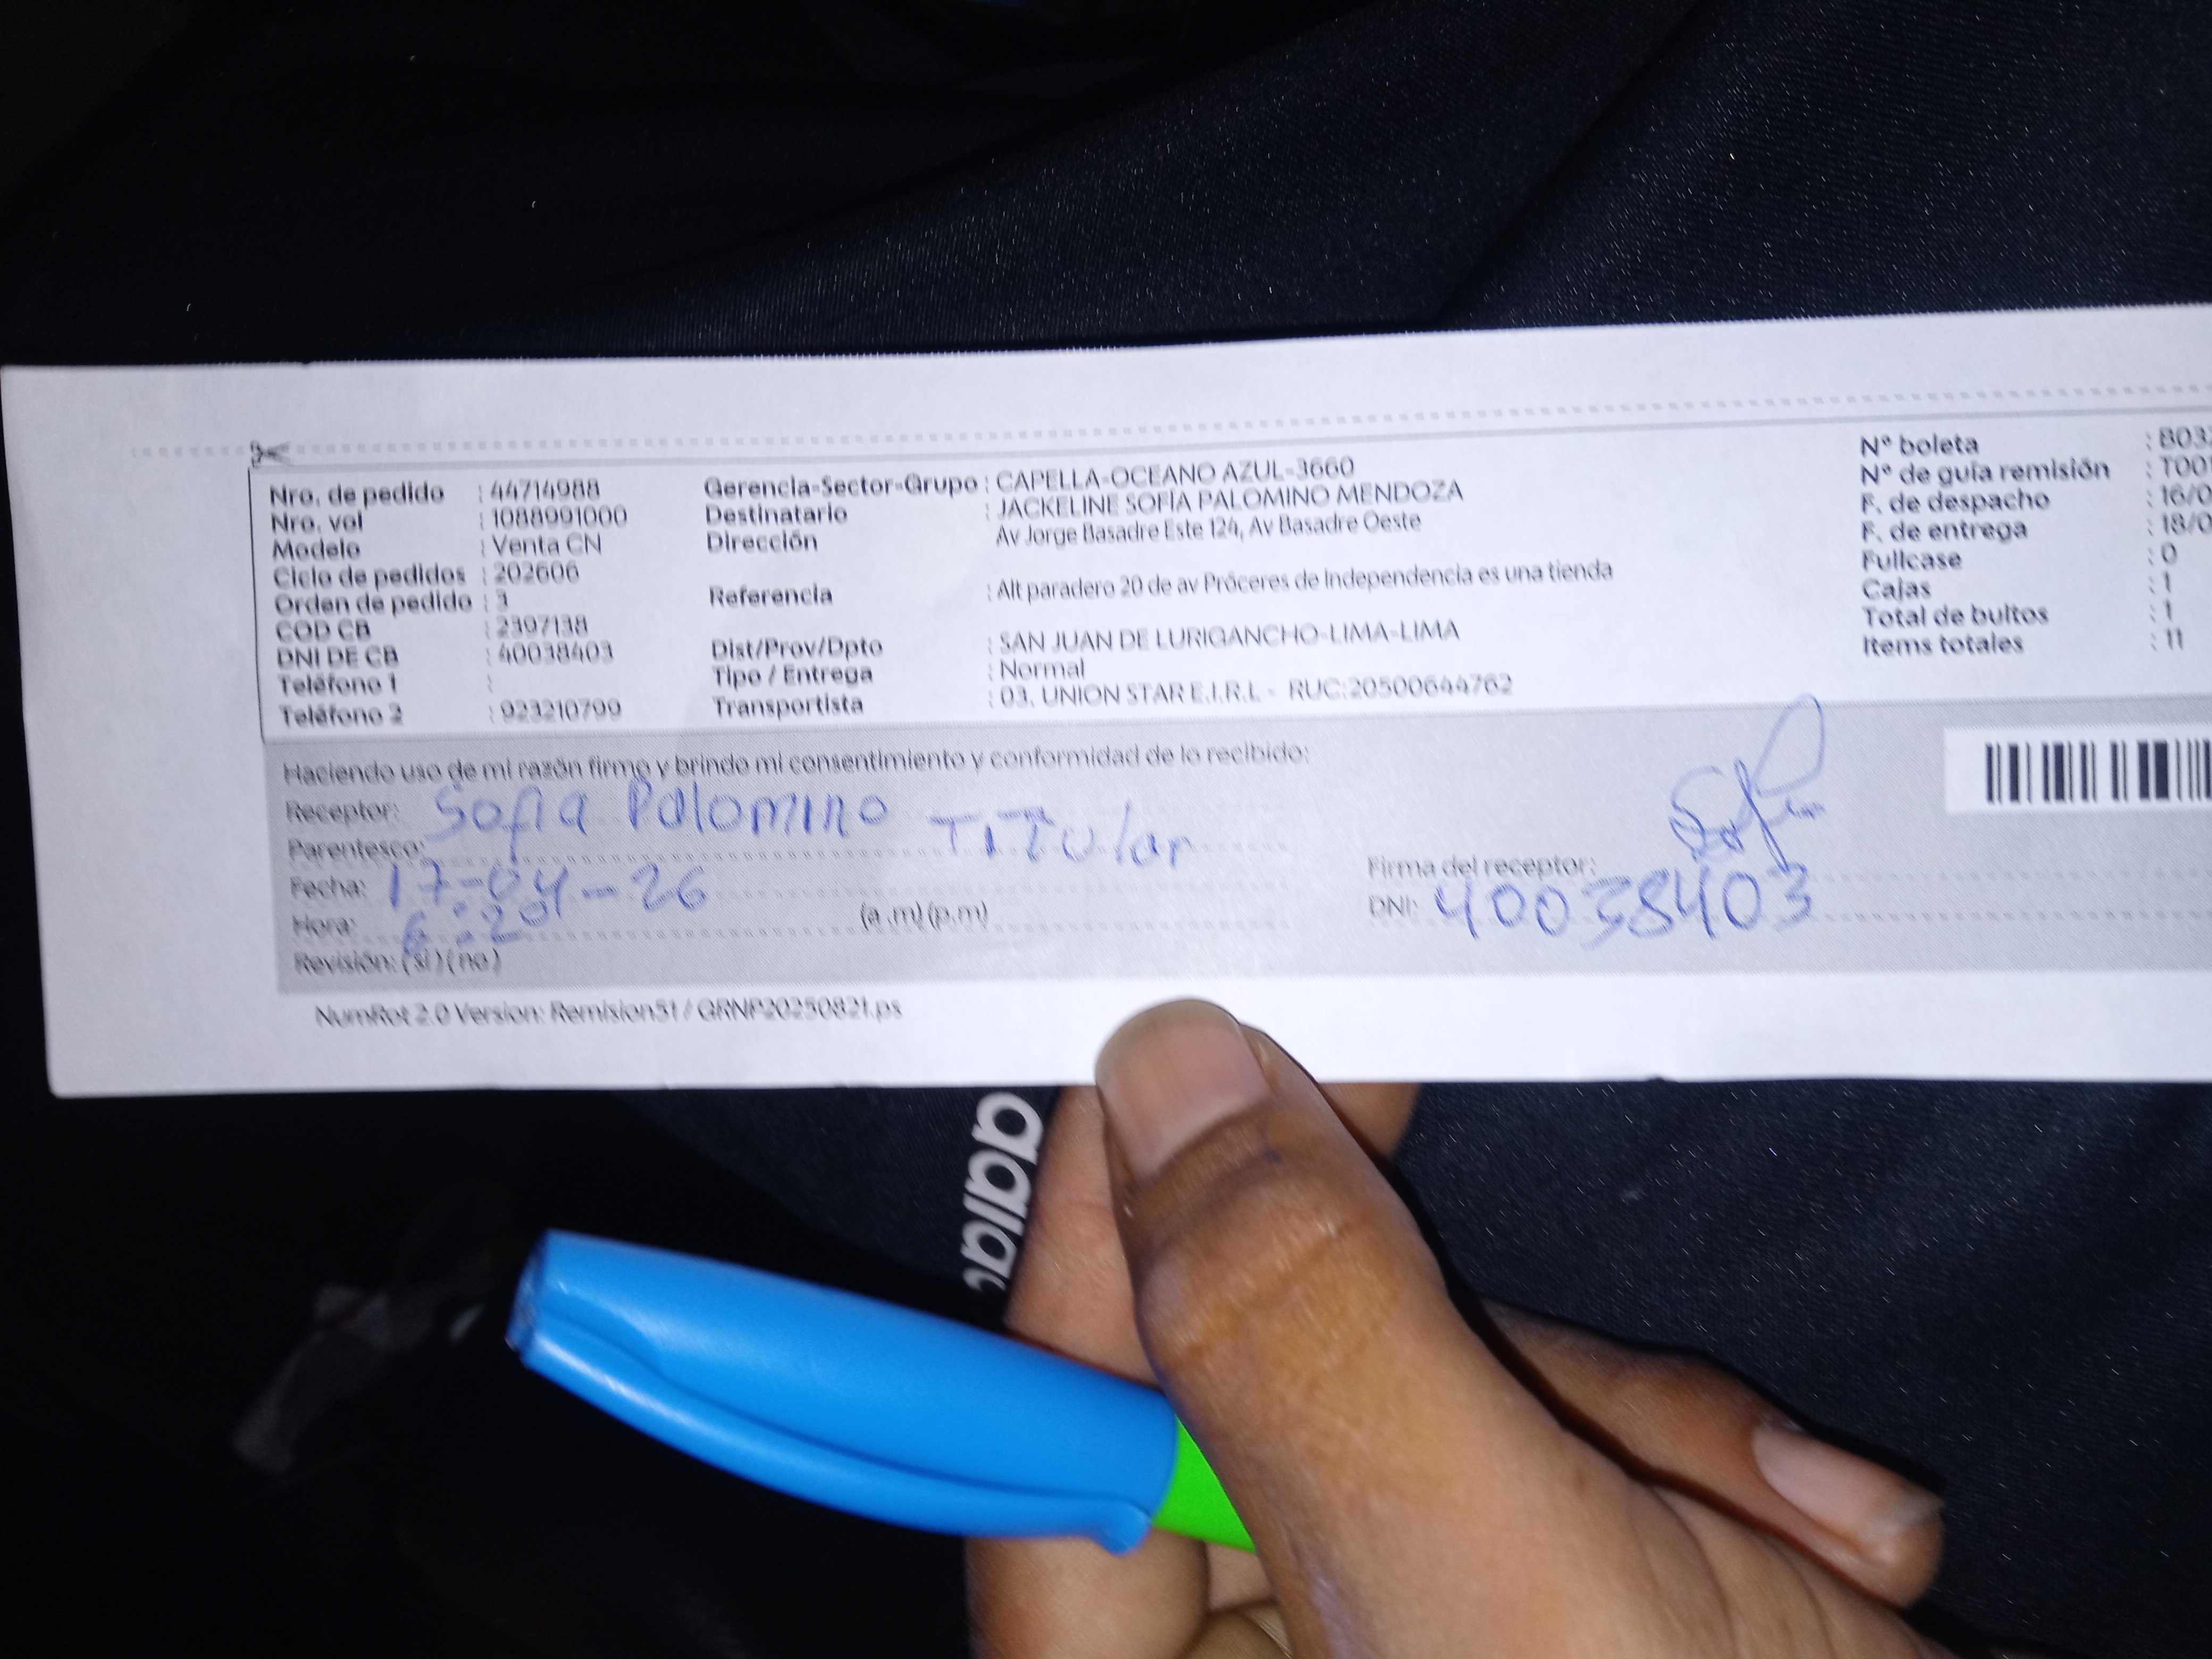 Nro. de pedido : 44714988
Nro. vol : 1088991000
Modelo : Venta CN
Ciclo de pedidos : 202606
Orden de pedido : 3
COD CB : 2397138
DNI DE CB : 40038403
Teléfono 1 :
Teléfono 2 : 923210799
Gerencia-Sector-Grupo : CAPELLA-OCEANO AZUL-3660
Destinatario : JACKELINE SOFÍA PALOMINO MENDOZA
Dirección Av Jorge Basadre Este 124, Av Basadre Oeste
Referencia : Alt paradero 20 de av Próceres de Independencia es una tienda
Dist/Prov/Dpto : SAN JUAN DE LURIGANCHO-LIMA-LIMA
Tipo / Entrega : Normal
Transportista : 03. UNION STAR E.I.R.L - RUC:20500644762
Nº boleta : B03
Nº de guía remisión : T001
F. de despacho : 16/0
F. de entrega : 18/0
Fullcase : 0
Cajas : 1
Total de bultos : 1
Items totales : 11
Haciendo uso de mi razón firmo y brindo mi consentimiento y conformidad de lo recibido:
Receptor: Sofia Palomino
Parentesco: TITular
Fecha: 17-04-26
Hora: 6:20 (a.m) (p.m)
Revisión: (si) (no)
Firma del receptor: Sofia
DNI: 40038403
NumRot 2.0 Version: Remision51 / GRNP20250821.ps